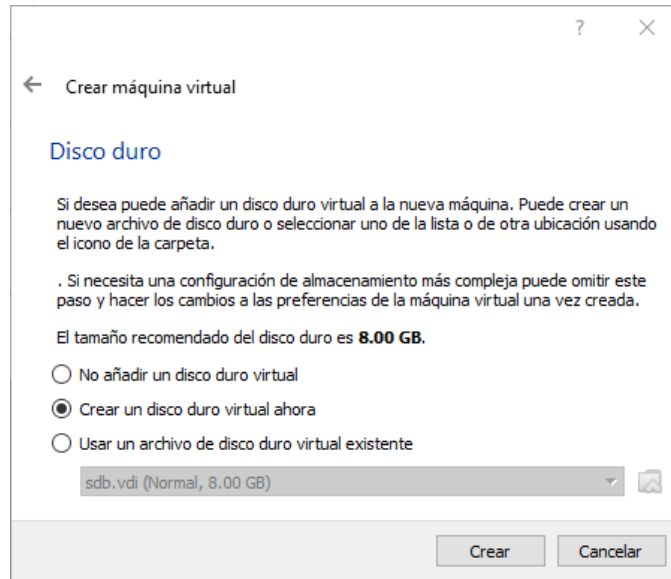 ?
Crear máquina virtual
Disco duro
Si desea puede añadir un disco duro virtual a la nueva máquina. Puede crear un
nuevo archivo de disco duro o seleccionar uno de la lista o de otra ubicación usando
el icono de la carpeta.
. Si necesita una configuración de almacenamiento más compleja puede omitir este
paso y hacer los cambios a las preferencias de la máquina virtual una vez creada.
El tamaño recomendado del disco duro es 8.00 GB.
No añadir un disco duro virtual
Crear un disco duro virtual ahora
Usar un archivo de disco duro virtual existente
sdb.vdi (Normal, 8.00 GB)
Crear Cancelar